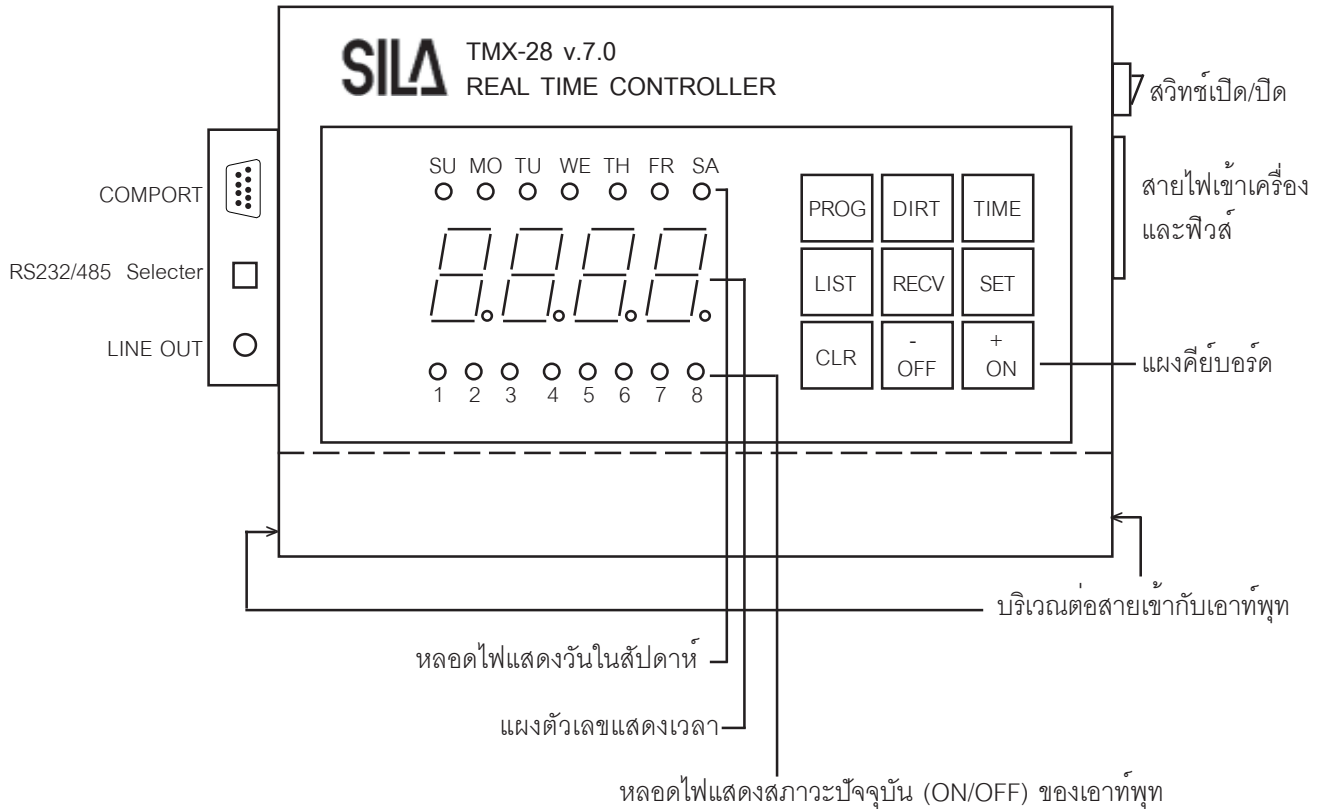 SILA
TMX-28 v.7.0
REAL TIME CONTROLLER
สวิทช์เปิด/ปิด
สายไฟเข้าเครื่อง
และฟิวส์
COMPORT
RS232/485 Selecter
LINE OUT
SU MO TU WE TH FR SA
PROG DIRT TIME
LIST RECV SET
CLR - OFF + ON
แผงคีย์บอร์ด
1 2 3 4 5 6 7 8
บริเวณต่อสายเข้ากับเอาท์พุท
หลอดไฟแสดงวันในสัปดาห์
แผงตัวเลขแสดงเวลา
หลอดไฟแสดงสภาวะปัจจุบัน (ON/OFF) ของเอาท์พุท